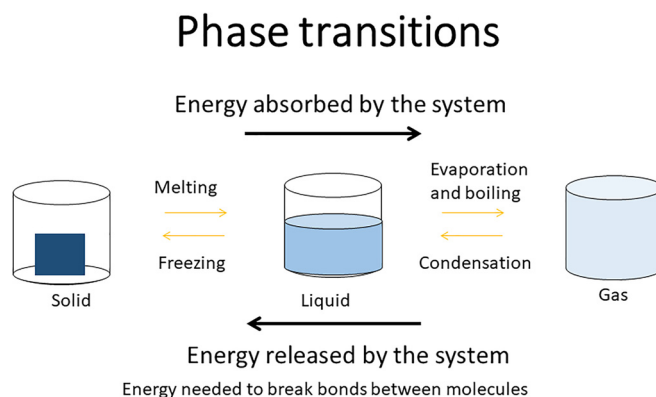 Phase transitions
Energy absorbed by the system
Melting
Evaporation
and boiling
Freezing
Condensation
Solid
Liquid
Gas
Energy released by the system
Energy needed to break bonds between molecules